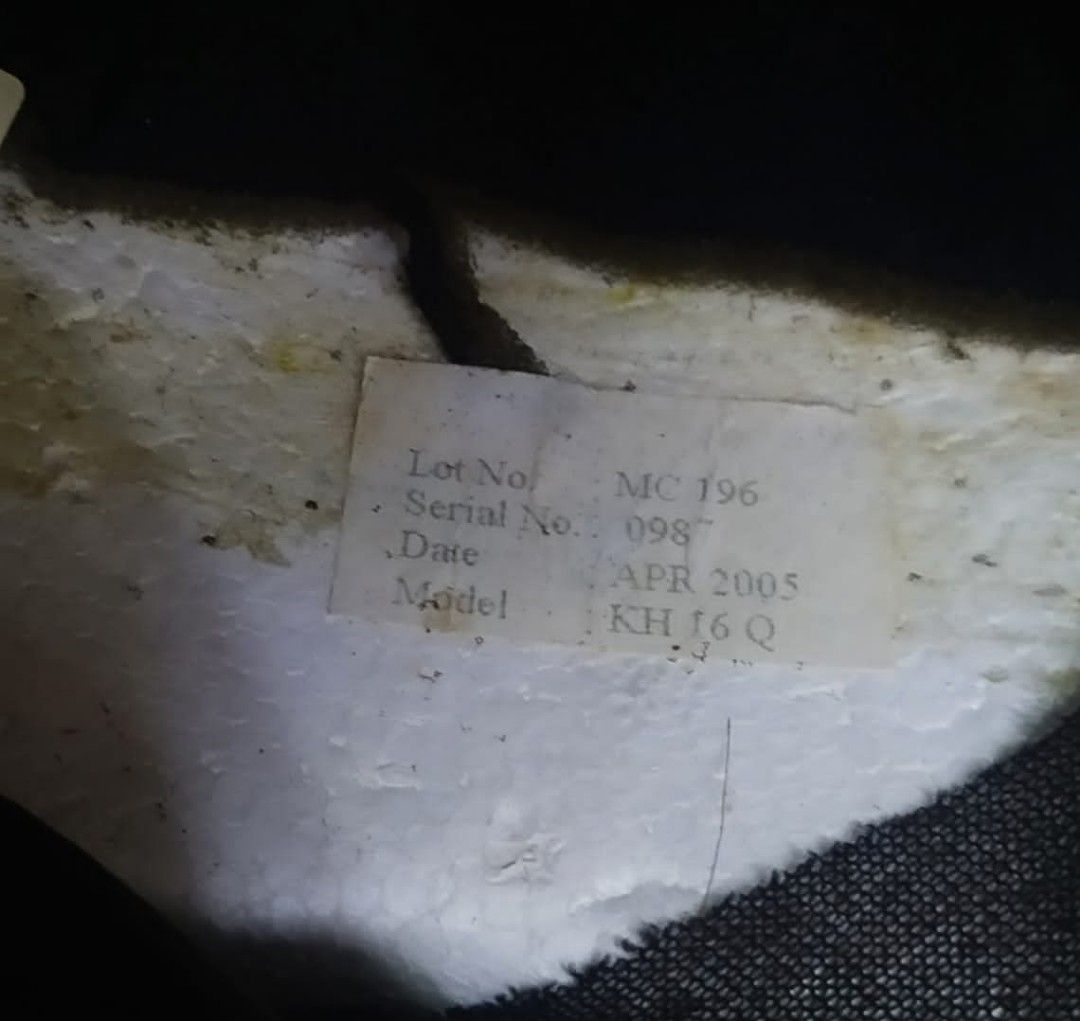 Lot No. : MC 196
Serial No. : 0987
Date : APR 2005
Model : KH 16 Q